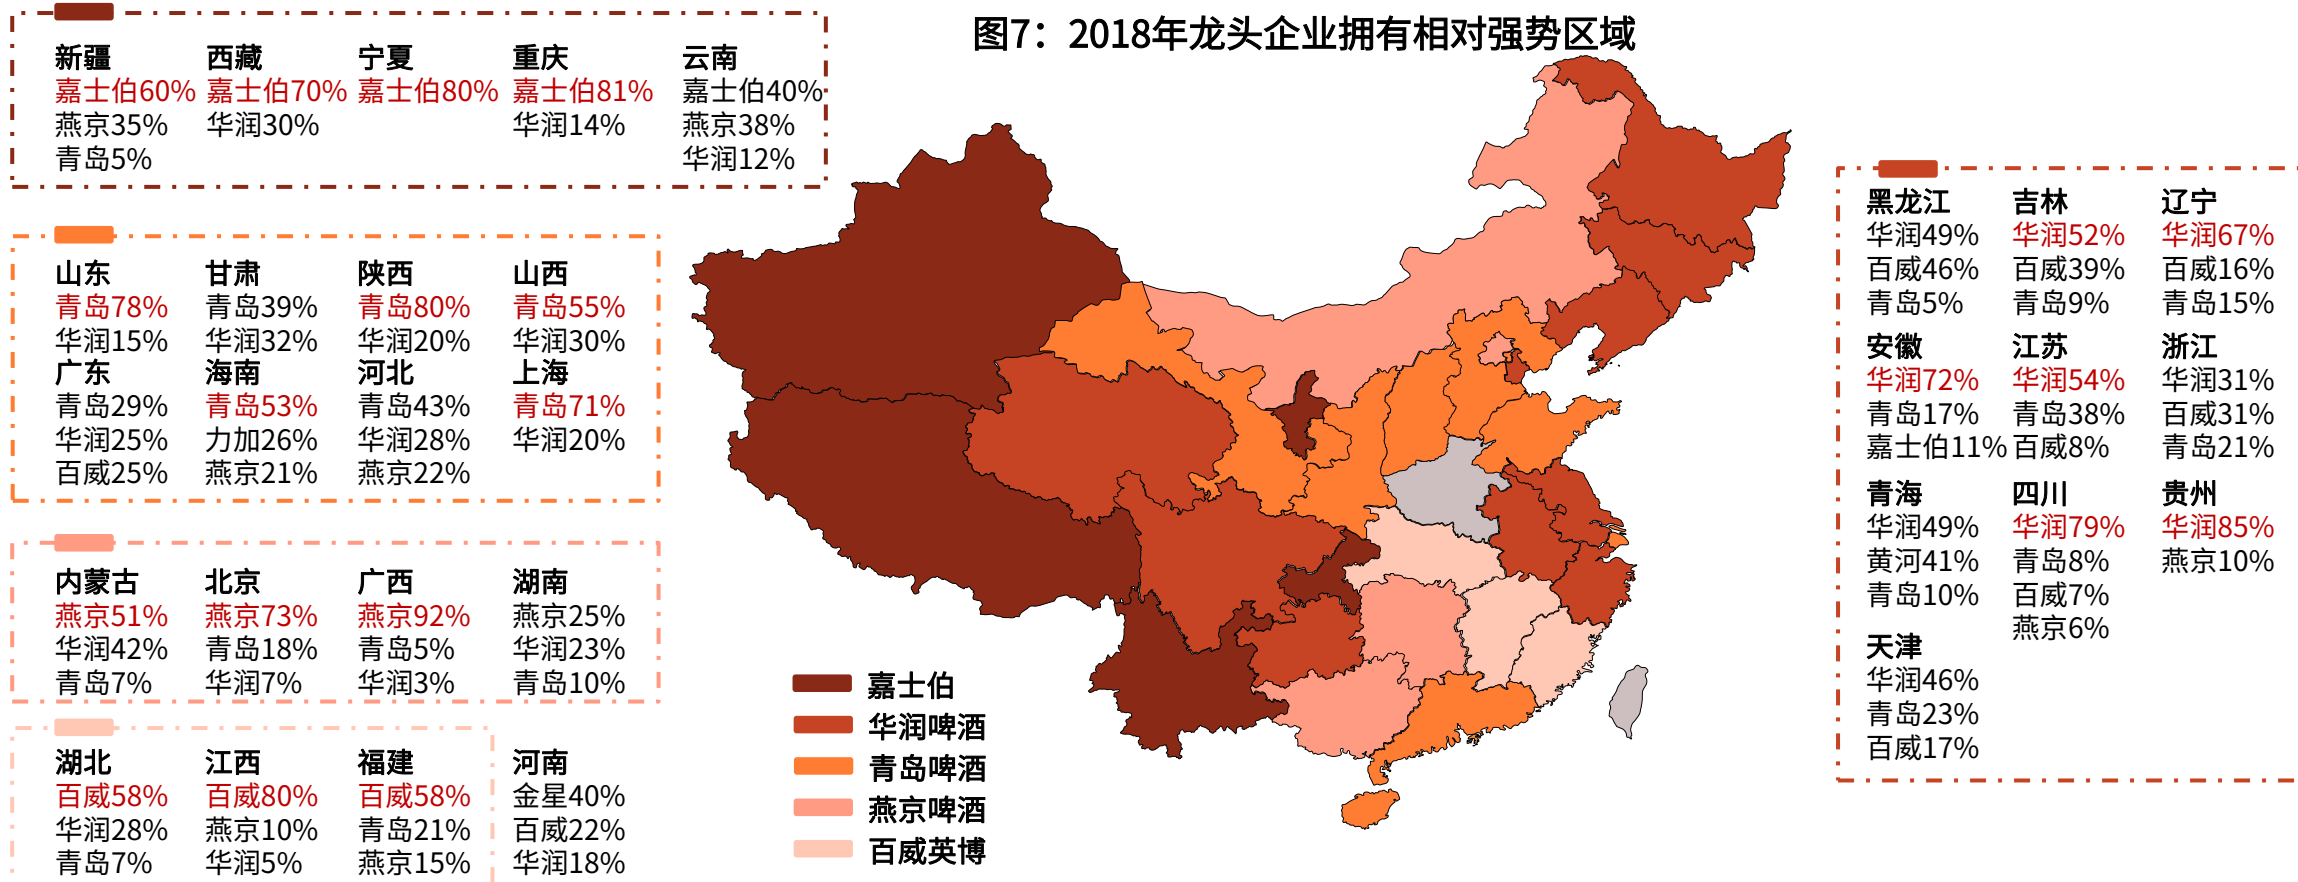 图7：2018年龙头企业拥有相对强势区域
新疆 西藏 宁夏 重庆 云南
嘉士伯60% 嘉士伯70% 嘉士伯80% 嘉士伯81% 嘉士伯40%
燕京35% 华润30% 华润14% 燕京38%
青岛5% 华润12%
山东 甘肃 陕西 山西
青岛78% 青岛39% 青岛80% 青岛55%
华润15% 华润32% 华润20% 华润30%
广东 海南 河北 上海
青岛29% 青岛53% 青岛43% 青岛71%
华润25% 力加26% 华润28% 华润20%
百威25% 燕京21% 燕京22%
内蒙古 北京 广西 湖南
燕京51% 燕京73% 燕京92% 燕京25%
华润42% 青岛18% 青岛5% 华润23%
青岛7% 华润7% 华润3% 青岛10%
湖北 江西 福建 河南
百威58% 百威80% 百威58% 金星40%
华润28% 燕京10% 青岛21% 百威22%
青岛7% 华润5% 燕京15% 华润18%
嘉士伯
华润啤酒
青岛啤酒
燕京啤酒
百威英博
黑龙江 吉林 辽宁
华润49% 华润52% 华润67%
百威46% 百威39% 百威16%
青岛5% 青岛9% 青岛15%
安徽 江苏 浙江
华润72% 华润54% 华润31%
青岛17% 青岛38% 百威31%
嘉士伯11% 百威8% 青岛21%
青海 四川 贵州
华润49% 华润79% 华润85%
黄河41% 青岛8% 燕京10%
青岛10% 百威7%
燕京6%
天津
华润46%
青岛23%
百威17%